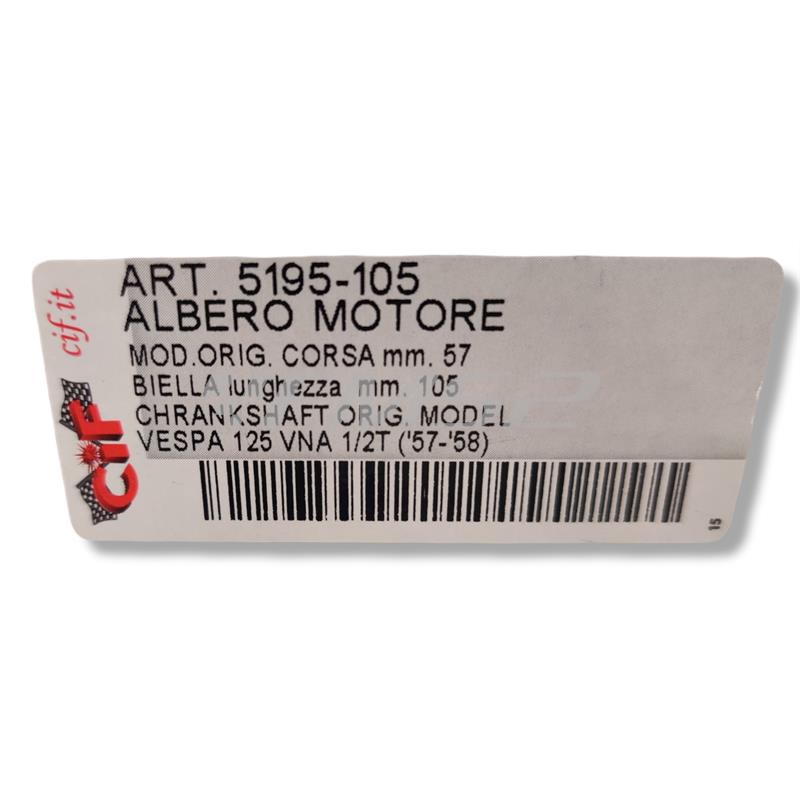 ART. 5195-105
ALBERO MOTORE
MOD.ORIG. CORSA mm. 57
BIELLA lunghezza mm. 105
CHRANKSHAFT ORIG. MODEL
VESPA 125 VNA 1/2T ('57-'58)
cif.it
CIF
15